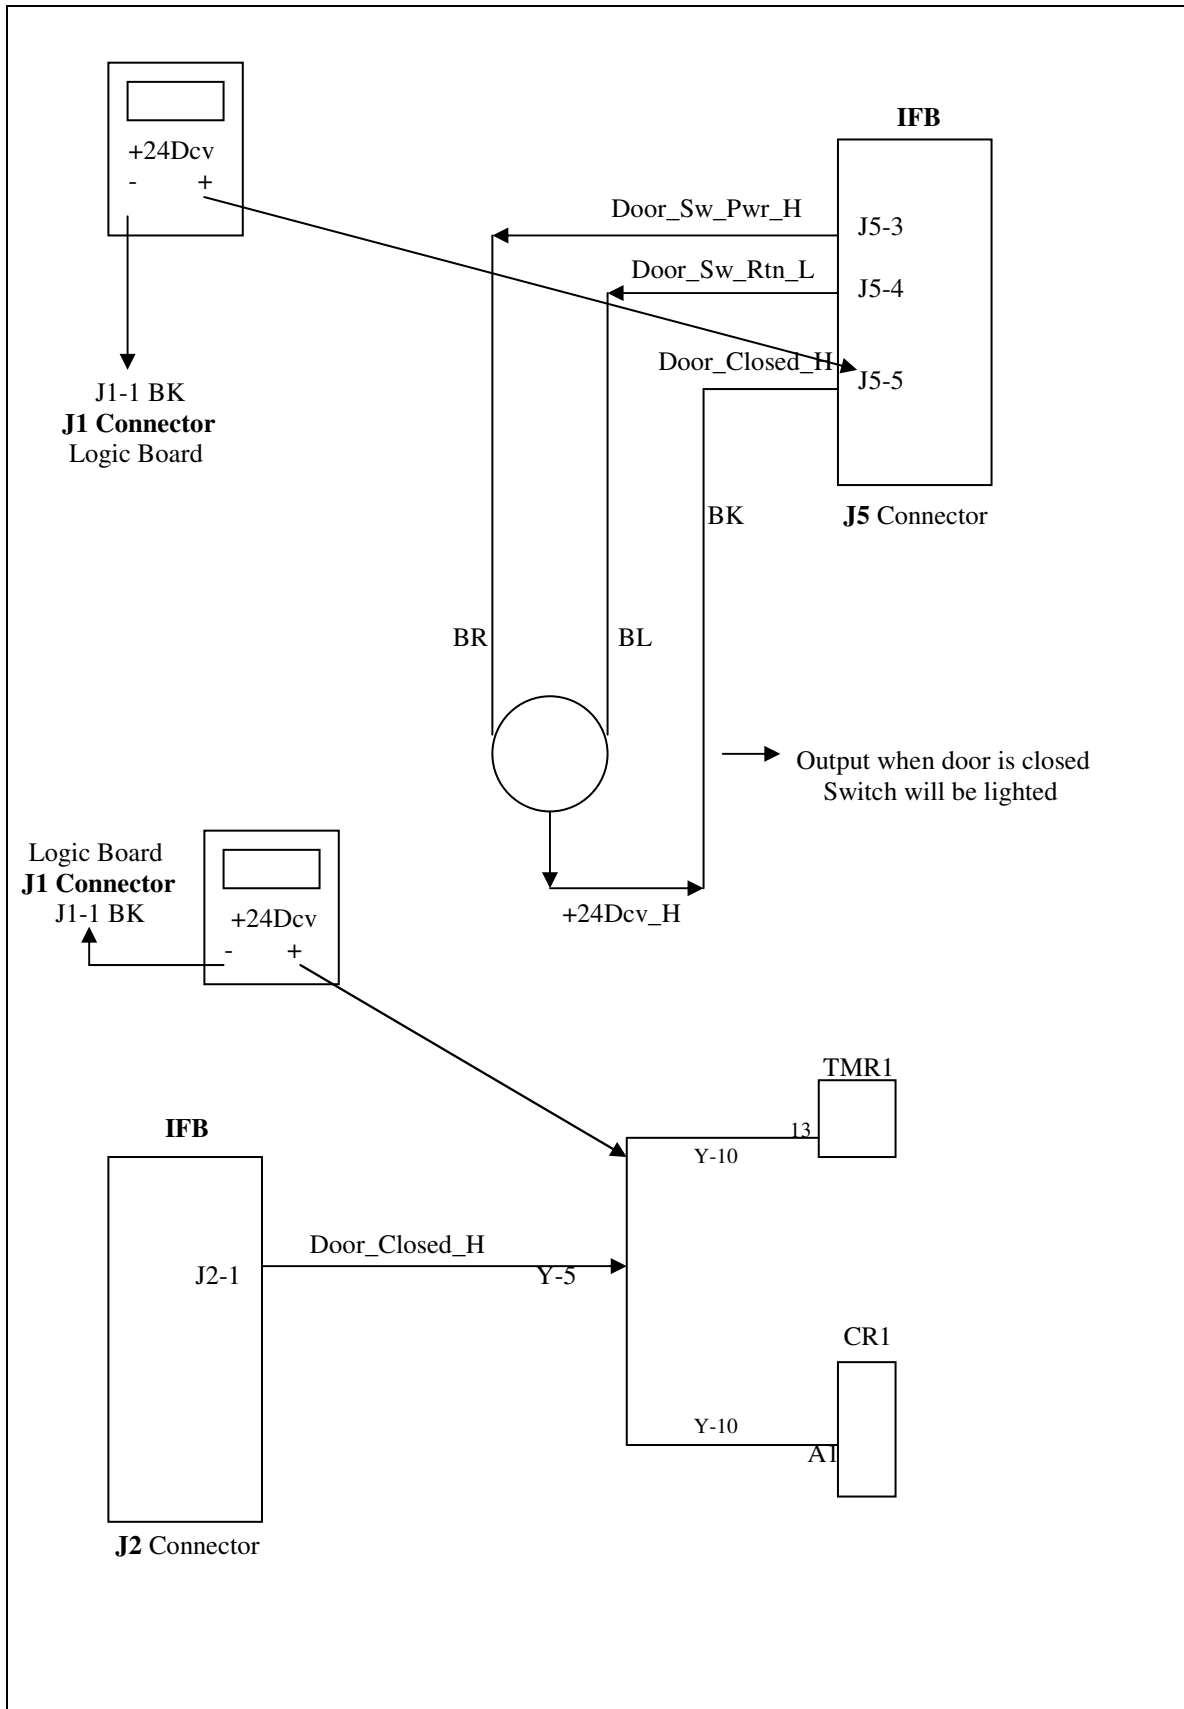 +24Dcv
- +
J1-1 BK
J1 Connector
Logic Board
IFB
Door_Sw_Pwr_H
J5-3
Door_Sw_Rtn_L
J5-4
Door_Closed_H
J5-5
BK
J5 Connector
BR
BL
Output when door is closed
Switch will be lighted
+24Dcv_H
Logic Board
J1 Connector
J1-1 BK
+24Dcv
- +
TMR1
13
Y-10
IFB
Door_Closed_H
J2-1
Y-5
CR1
Y-10
A1
J2 Connector